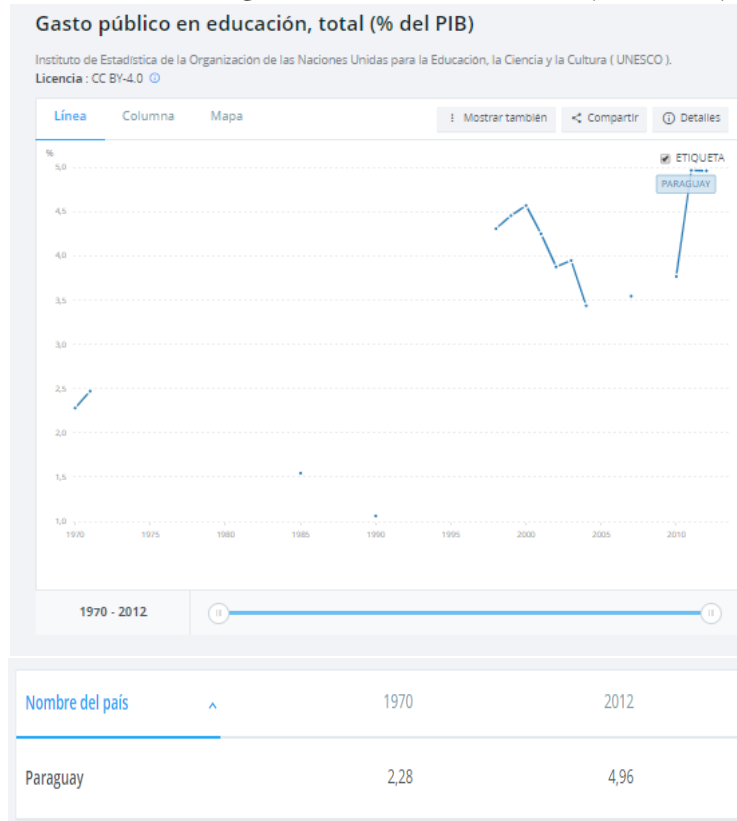 Gasto público en educación, total (% del PIB)
Instituto de Estadística de la Organización de las Naciones Unidas para la Educación, la Ciencia y la Cultura ( UNESCO ).
Licencia : CC BY-4.0
Línea Columna Mapa Mostrar también Compartir Detalles
% ETIQUETA
5,0
PARAGUAY
4,5
4,0
3,5
3,0
2,5
2,0
1,5
1,0
1970 1975 1980 1985 1990 1995 2000 2005 2010
1970 - 2012
Nombre del país 1970 2012
Paraguay 2,28 4,96